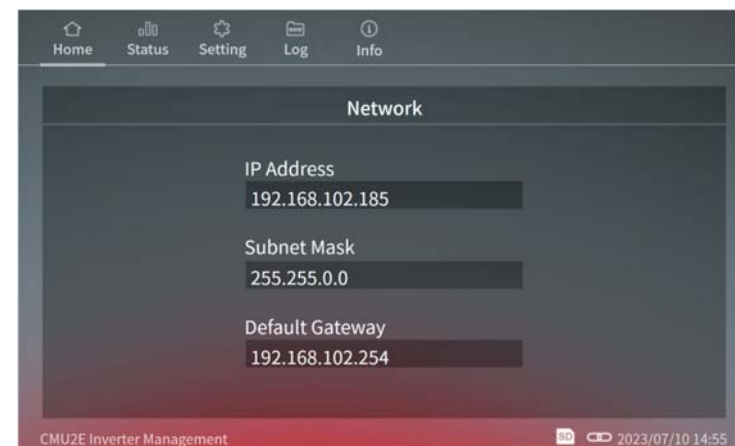 Home Status Setting Log Info
Network
IP Address
192.168.102.185
Subnet Mask
255.255.0.0
Default Gateway
192.168.102.254
CMU2E Inverter Management SD 2023/07/10 14:55